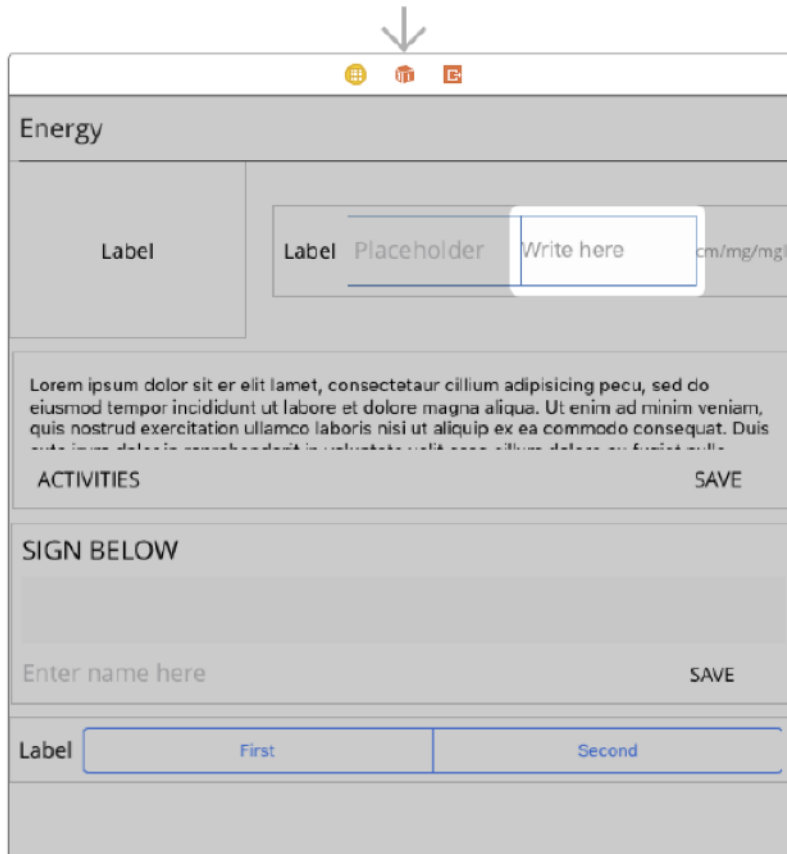 Energy
Label
Label Placeholder Write here cm/mg/mgl
Lorem ipsum dolor sit er elit lamet, consectetaur cillium adipisicing pecu, sed do
eiusmod tempor incididunt ut labore et dolore magna aliqua. Ut enim ad minim veniam,
quis nostrud exercitation ullamco laboris nisi ut aliquip ex ea commodo consequat. Duis
ACTIVITIES SAVE
SIGN BELOW
Enter name here SAVE
Label First Second